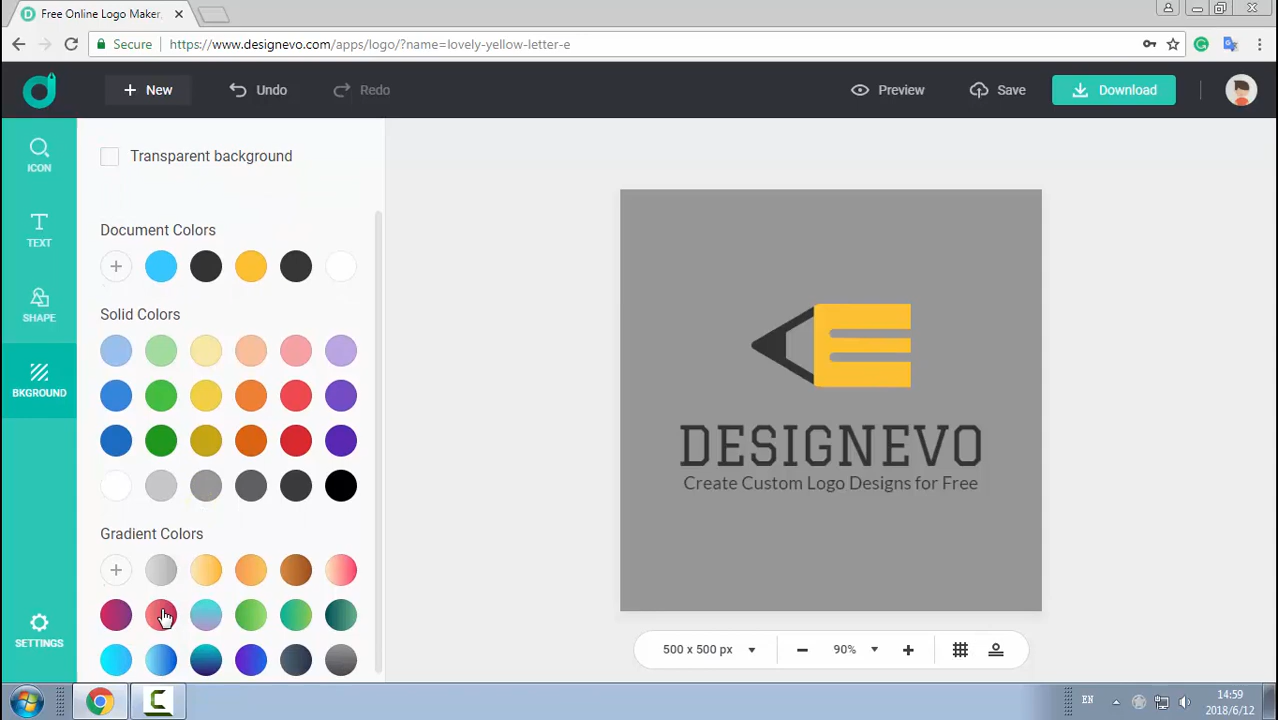 Free Online Logo Maker,
Secure
https://www.designevo.com/apps/logo/?name=lovely-yellow-letter-e
New
Undo
Redo
Preview
Save
Download
ICON
TEXT
SHAPE
BKGROUND
SETTINGS
Transparent background
Document Colors
Solid Colors
Gradient Colors
DESIGNEVO
Create Custom Logo Designs for Free
500 x 500 px
90%
EN
14:59
2018/6/12